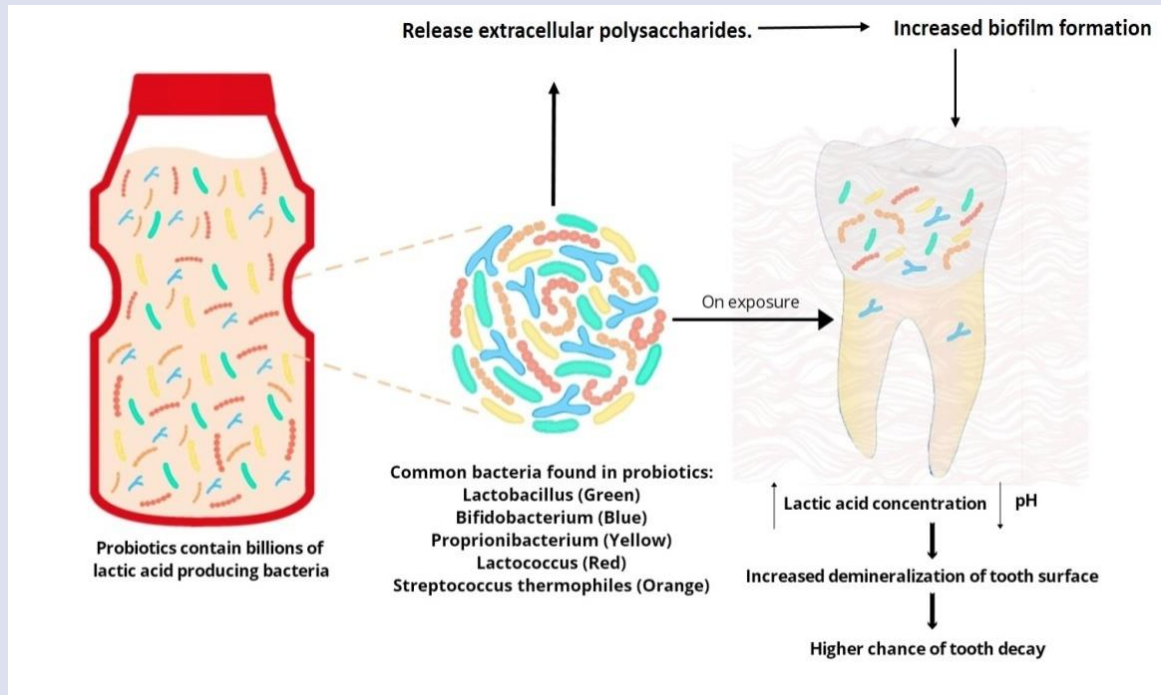 Release extracellular polysaccharides.
Increased biofilm formation
On exposure
Probiotics contain billions of
lactic acid producing bacteria
Common bacteria found in probiotics:
Lactobacillus (Green)
Bifidobacterium (Blue)
Proprionibacterium (Yellow)
Lactococcus (Red)
Streptococcus thermophiles (Orange)
Lactic acid concentration
pH
Increased demineralization of tooth surface
Higher chance of tooth decay